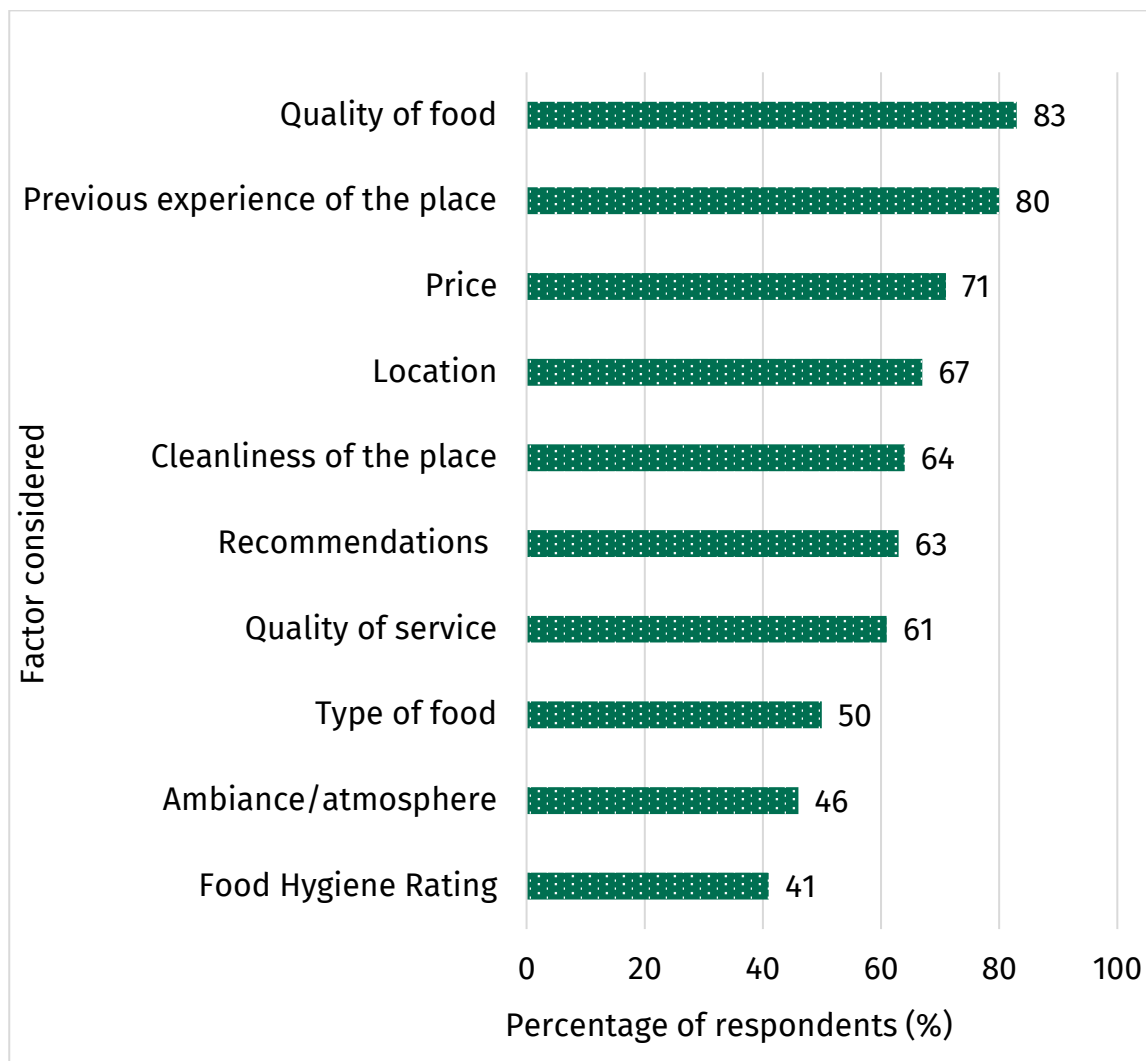 Factor considered
Quality of food 83
Previous experience of the place 80
Price 71
Location 67
Cleanliness of the place 64
Recommendations 63
Quality of service 61
Type of food 50
Ambiance/atmosphere 46
Food Hygiene Rating 41
0 20 40 60 80 100
Percentage of respondents (%)